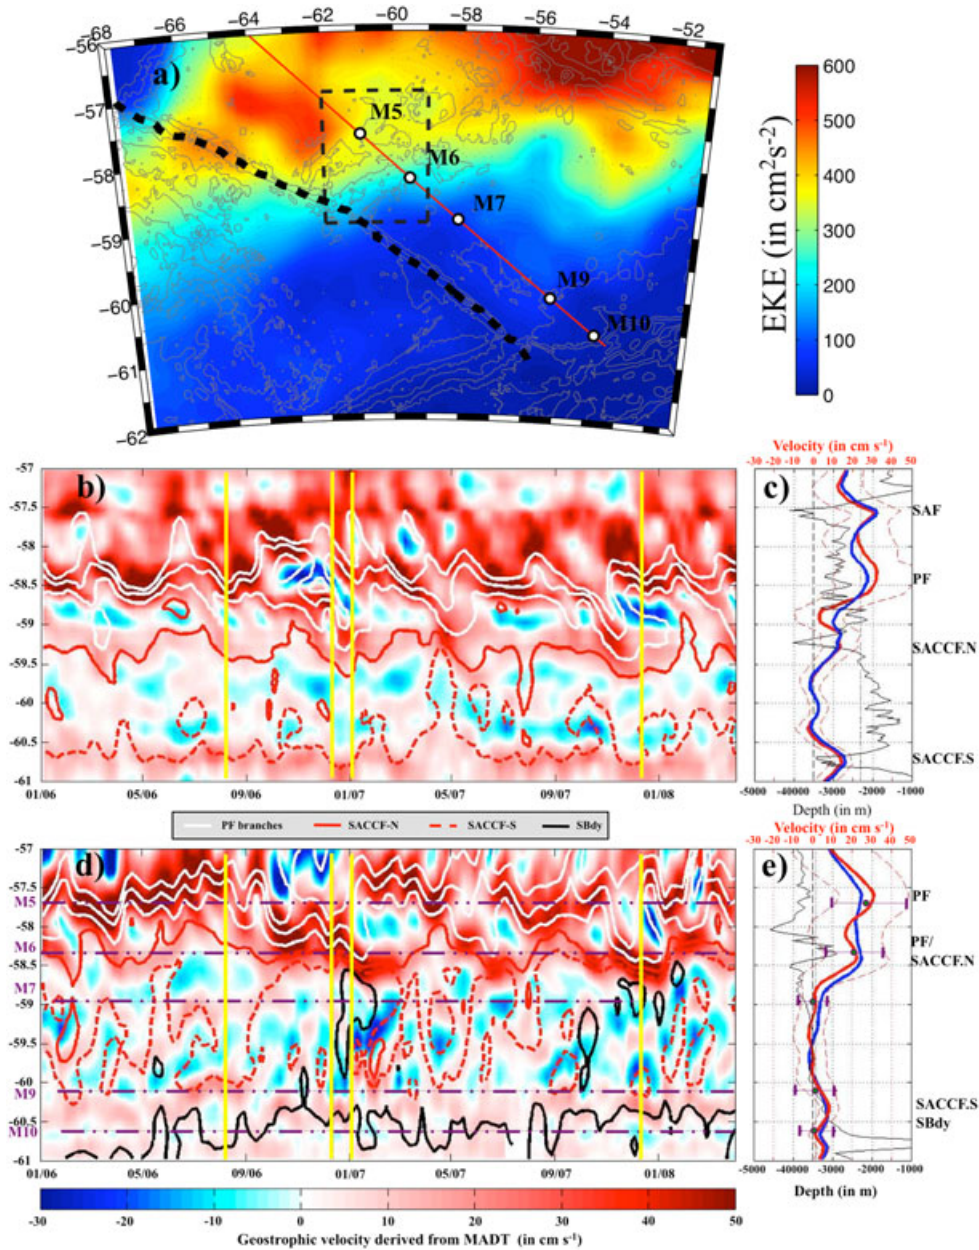 -68 -66 -64 -62 -60 -58 -56 -54 -52
a)
-57
-58
-59
-60
-61
-62
M5
M6
M7
M9
M10
600
500
400
300
200
100
0
EKE (in cm²s⁻²)
b)
-57
-58
-58.5
-59
-59.5
-60
-60.5
-61
01/06 05/06 09/06 01/07 05/07 09/07 01/08
c)
Velocity (in cm s⁻¹)
-30 -20 -10 0 10 20 30 40 50
SAF
PF
SACCF.N
SACCF.S
-5000 -40000 -3000 -2000 -1000
Depth (in m)
PF branches SACCF-N SACCF-S SBdy
d)
-57
-57.5
M5
-58
M6
-58.5
M7
-59
-59.5
-60
M9
-60.5
M10
-61
01/06 05/06 09/06 01/07 05/07 09/07 01/08
e)
Velocity (in cm s⁻¹)
-30 -20 -10 0 10 20 30 40 50
PF
PF/
SACCF.N
SACCF.S
SBdy
-5000 -40000 -3000 -2000 -1000
Depth (in m)
-30 -20 -10 0 10 20 30 40 50
Geostrophic velocity derived from MADT (in cm s⁻¹)